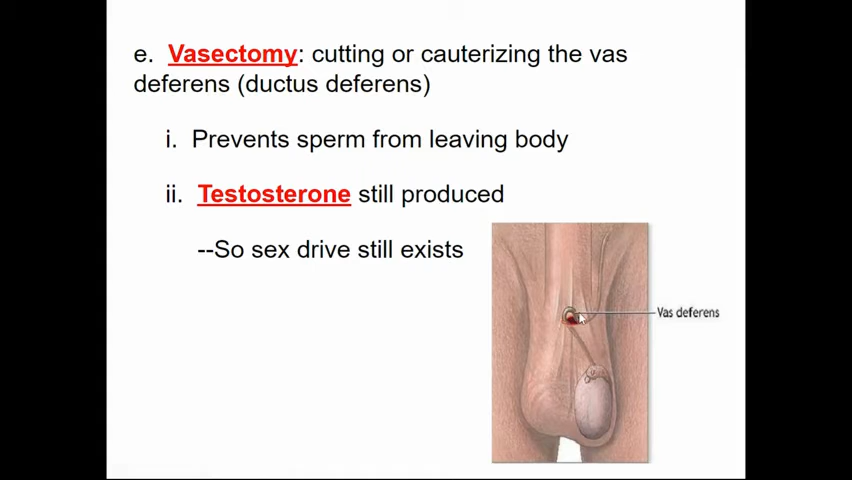 e. Vasectomy: cutting or cauterizing the vas
deferens (ductus deferens)
i. Prevents sperm from leaving body
ii. Testosterone still produced
--So sex drive still exists
Vas deferens